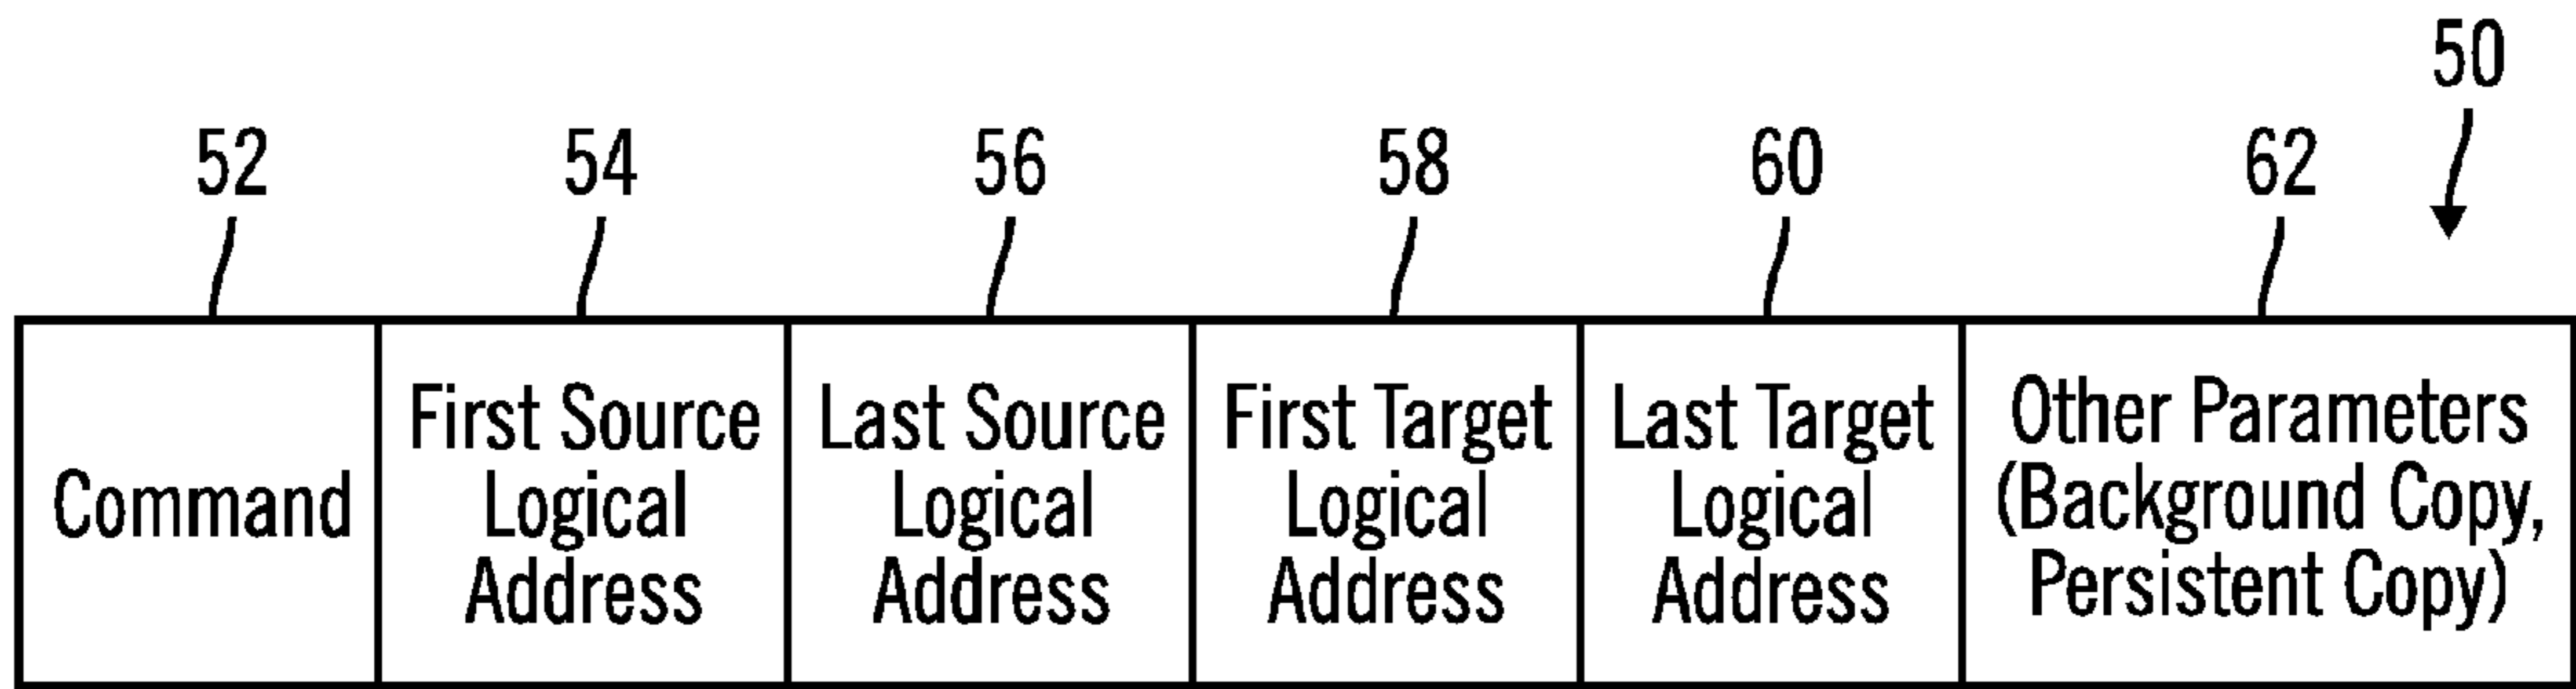 50
52
54
56
58
60
62
Command
First Source
Logical
Address
Last Source
Logical
Address
First Target
Logical
Address
Last Target
Logical
Address
Other Parameters
(Background Copy,
Persistent Copy)